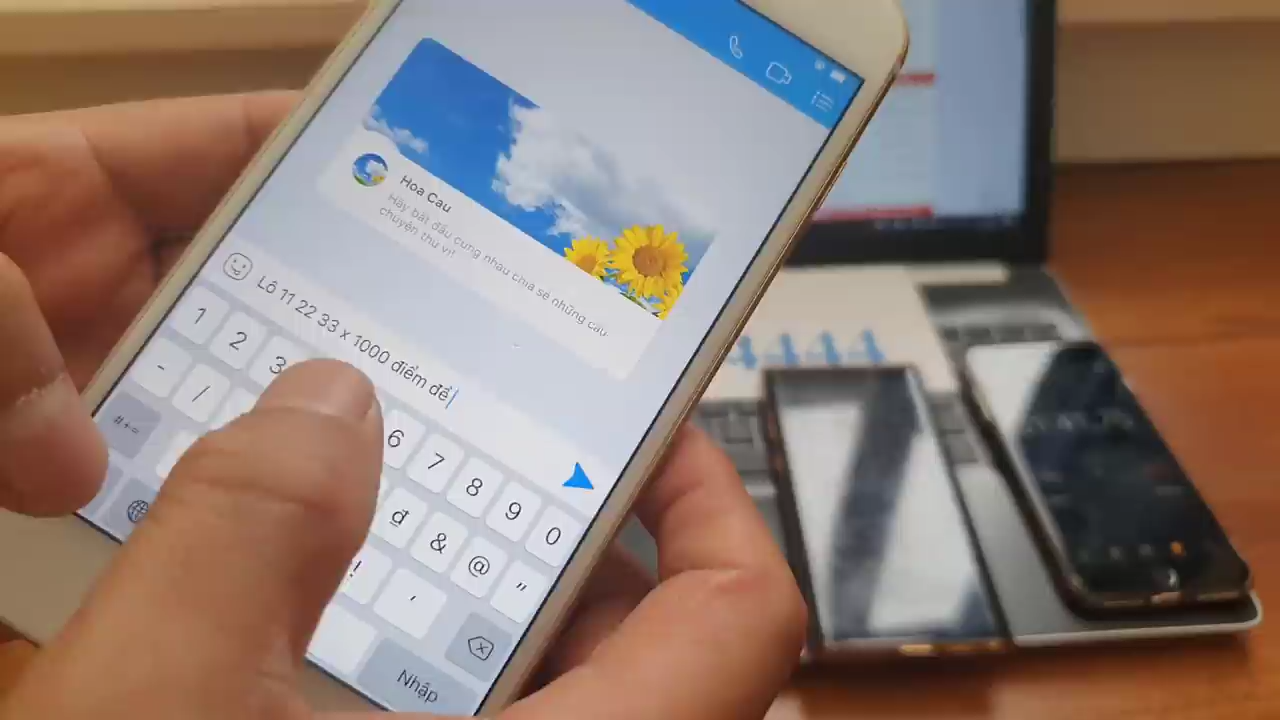 Hoa Cau
Hãy bắt đầu cùng nhau chia sẻ những câu
chuyện thú vị!
Lô 11 22 33 x 1000 điểm đề
1 2 3 6 7 8 9 0
- / đ & @ "
#+= ! '
Nhập